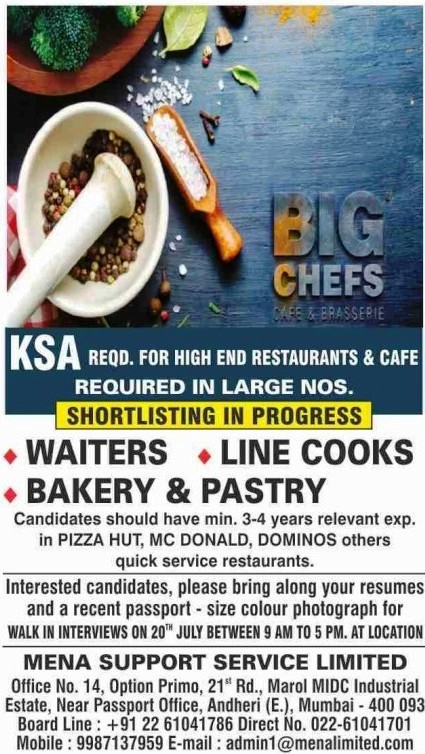 BIG
CHEFS
CAFE & BRASSERIE
KSA REQD. FOR HIGH END RESTAURANTS & CAFE
REQUIRED IN LARGE NOS.
SHORTLISTING IN PROGRESS
♦ WAITERS ♦ LINE COOKS
♦ BAKERY & PASTRY
Candidates should have min. 3-4 years relevant exp.
in PIZZA HUT, MC DONALD, DOMINOS others
quick service restaurants.
Interested candidates, please bring along your resumes
and a recent passport - size colour photograph for
WALK IN INTERVIEWS ON 20TH JULY BETWEEN 9 AM TO 5 PM. AT LOCATION
MENA SUPPORT SERVICE LIMITED
Office No. 14, Option Primo, 21st Rd., Marol MIDC Industrial
Estate, Near Passport Office, Andheri (E.), Mumbai - 400 093
Board Line : +91 22 61041786 Direct No. 022-61041701
Mobile : 9987137959 E-mail : admin1@menalimited.com